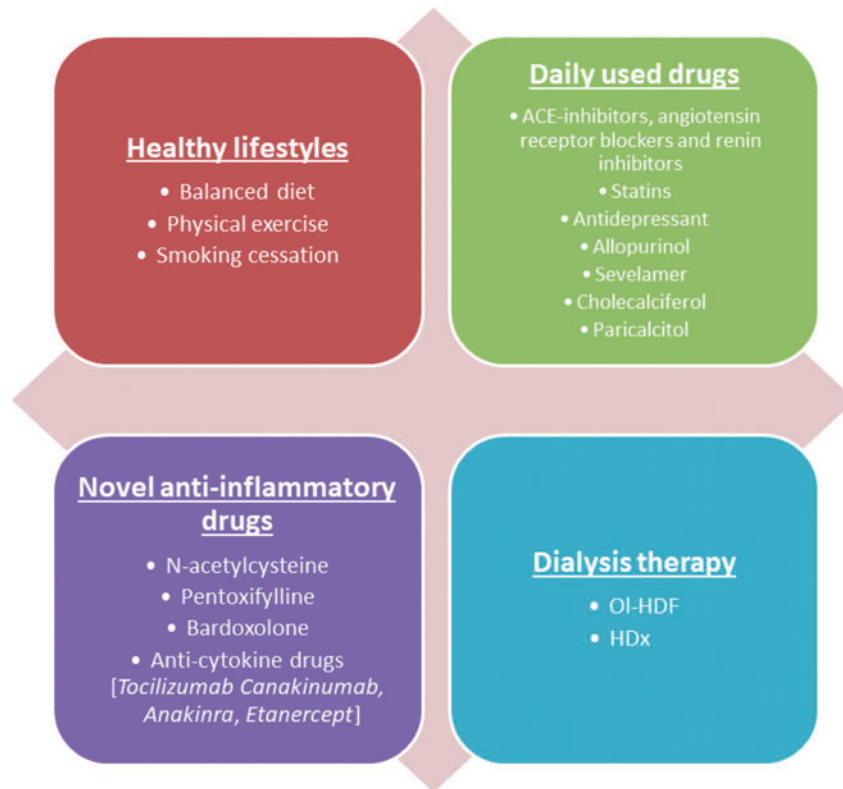 Healthy lifestyles
• Balanced diet
• Physical exercise
• Smoking cessation
Daily used drugs
• ACE-inhibitors, angiotensin
receptor blockers and renin
inhibitors
• Statins
• Antidepressant
• Allopurinol
• Sevelamer
• Cholecalciferol
• Paricalcitol
Novel anti-inflammatory
drugs
• N-acetylcysteine
• Pentoxifylline
• Bardoxolone
• Anti-cytokine drugs
[Tocilizumab Canakinumab,
Anakinra, Etanercept]
Dialysis therapy
• Ol-HDF
• HDx